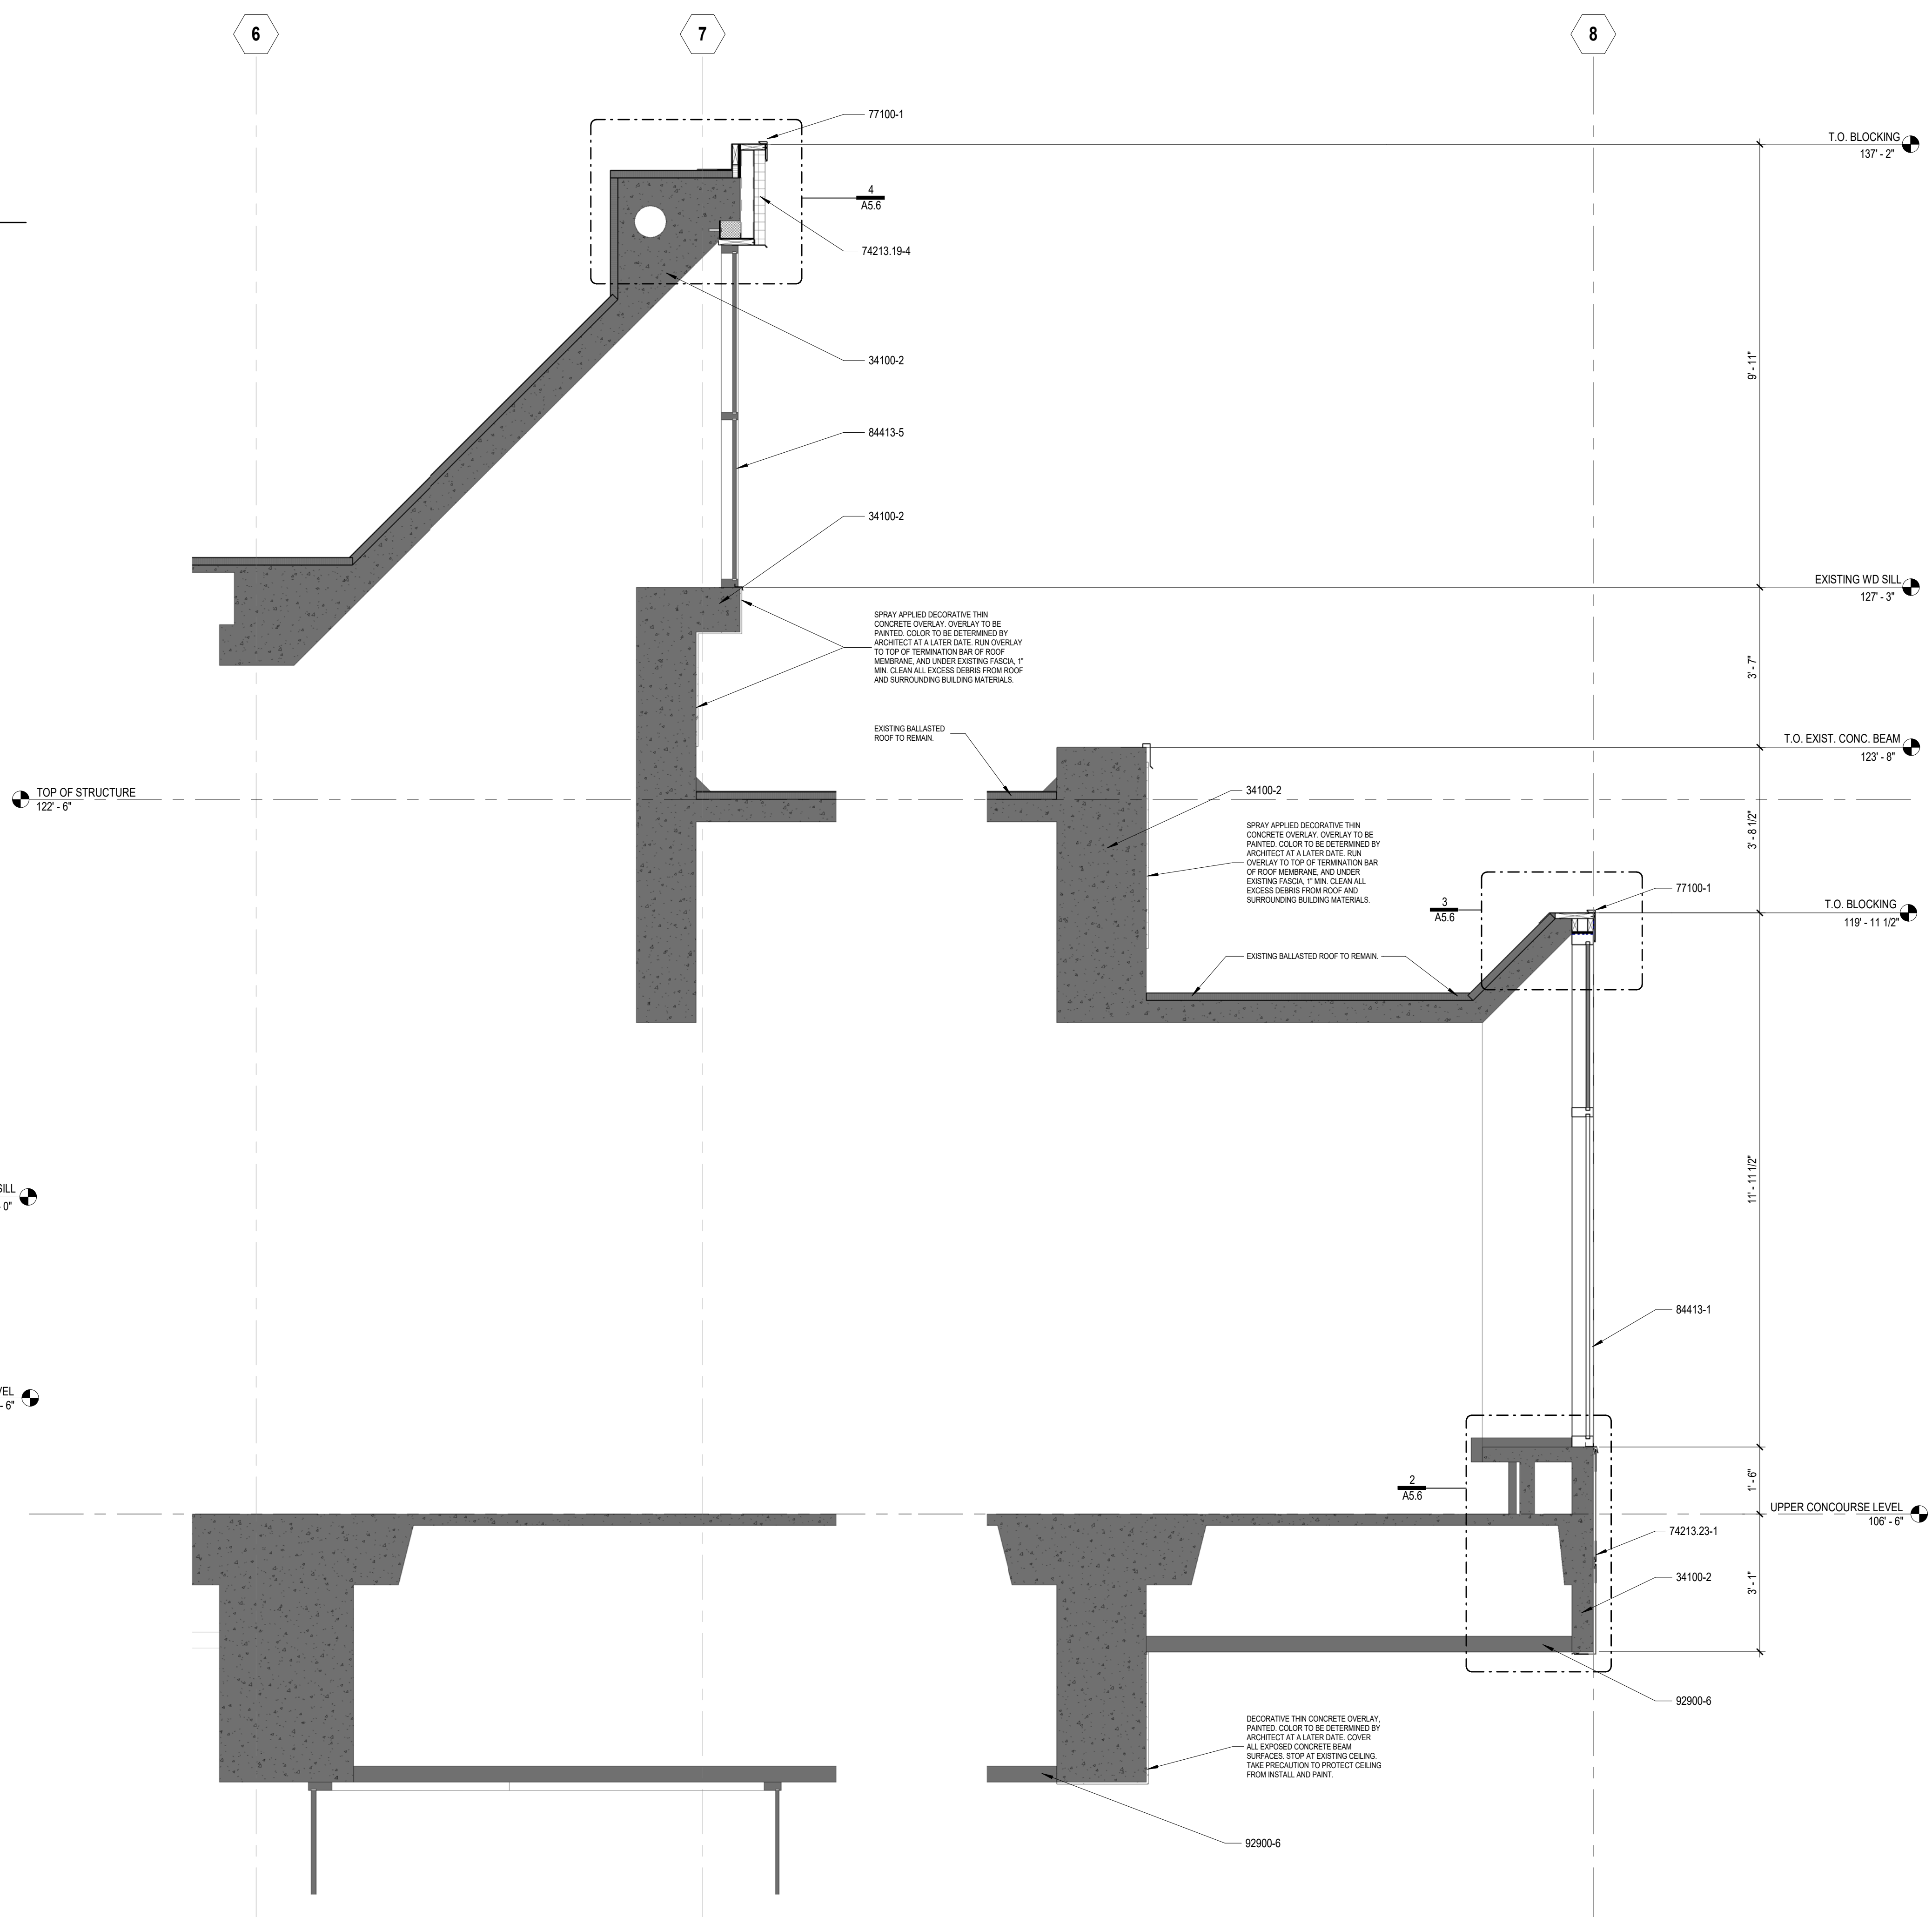 6
7
8
77100-1
T.O. BLOCKING
137' - 2"
4
A5.6
74213.19-4
34100-2
9' - 11"
84413-5
34100-2
EXISTING WD SILL
127' - 3"
SPRAY APPLIED DECORATIVE THIN
CONCRETE OVERLAY. OVERLAY TO BE
PAINTED. COLOR TO BE DETERMINED BY
ARCHITECT AT A LATER DATE. RUN OVERLAY
TO TOP OF TERMINATION BAR OF ROOF
MEMBRANE, AND UNDER EXISTING FASCIA, 1"
MIN. CLEAN ALL EXCESS DEBRIS FROM ROOF
AND SURROUNDING BUILDING MATERIALS.
3' - 7"
EXISTING BALLASTED
ROOF TO REMAIN.
T.O. EXIST. CONC. BEAM
123' - 8"
TOP OF STRUCTURE
122' - 6"
34100-2
3' - 8 1/2"
SPRAY APPLIED DECORATIVE THIN
CONCRETE OVERLAY. OVERLAY TO BE
PAINTED. COLOR TO BE DETERMINED BY
ARCHITECT AT A LATER DATE. RUN
OVERLAY TO TOP OF TERMINATION BAR
OF ROOF MEMBRANE, AND UNDER
EXISTING FASCIA, 1" MIN. CLEAN ALL
EXCESS DEBRIS FROM ROOF AND
SURROUNDING BUILDING MATERIALS.
77100-1
3
A5.6
T.O. BLOCKING
119' - 11 1/2"
EXISTING BALLASTED ROOF TO REMAIN.
11' - 11 1/2"
SILL
- 0"
84413-1
VEL
- 6"
2
A5.6
1' - 6"
UPPER CONCOURSE LEVEL
106' - 6"
74213.23-1
34100-2
3' - 1"
92900-6
DECORATIVE THIN CONCRETE OVERLAY,
PAINTED. COLOR TO BE DETERMINED BY
ARCHITECT AT A LATER DATE. COVER
ALL EXPOSED CONCRETE BEAM
SURFACES. STOP AT EXISTING CEILING.
TAKE PRECAUTION TO PROTECT CEILING
FROM INSTALL AND PAINT.
92900-6